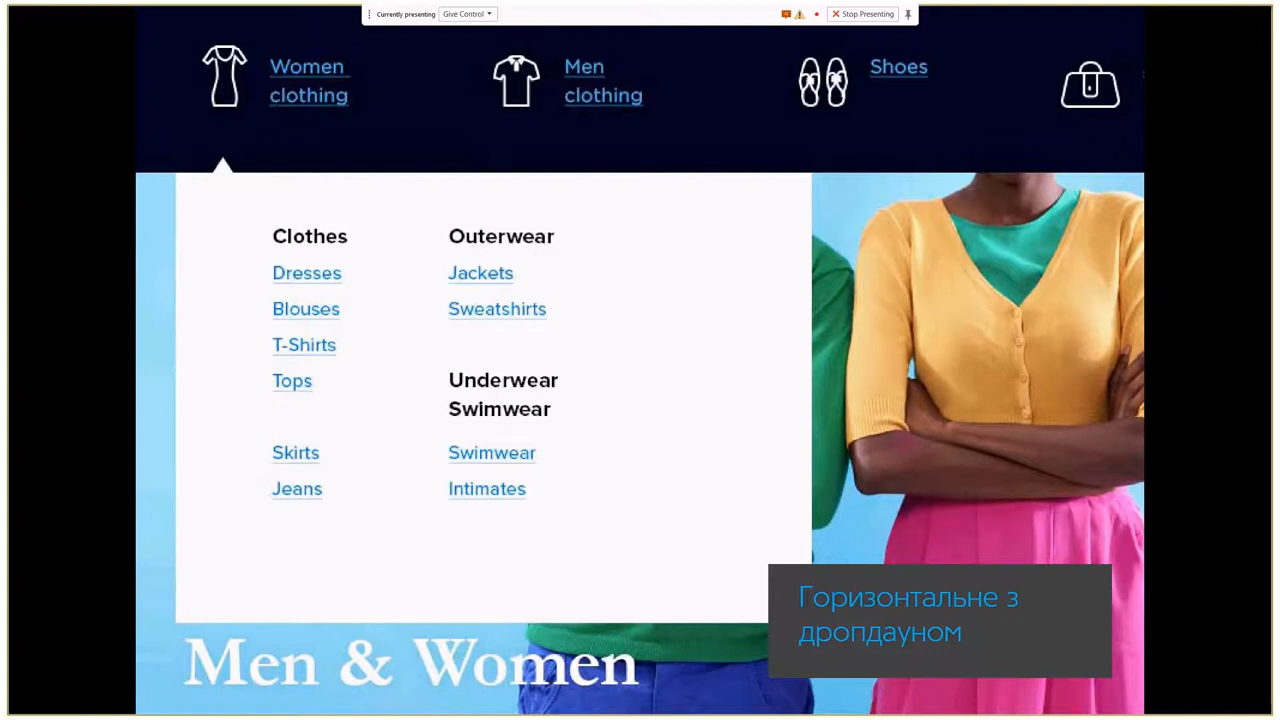 Currently presenting Give Control Stop Presenting
Women
clothing
Men
clothing
Shoes
Clothes
Dresses
Blouses
T-Shirts
Tops
Skirts
Jeans
Outerwear
Jackets
Sweatshirts
Underwear
Swimwear
Swimwear
Intimates
Men & Women
Горизонтальне з
дропдауном